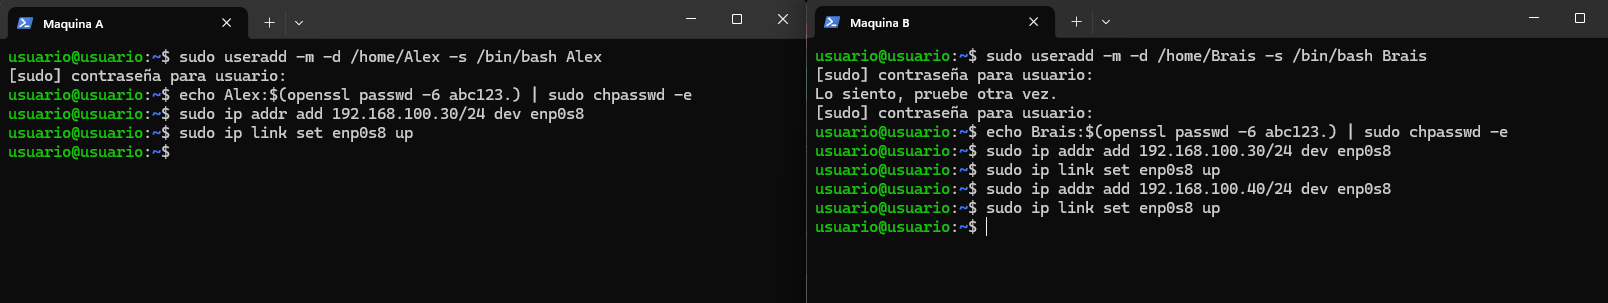 Maquina A
usuario@usuario:~$ sudo useradd -m -d /home/Alex -s /bin/bash Alex
[sudo] contraseña para usuario:
usuario@usuario:~$ echo Alex:$(openssl passwd -6 abc123.) | sudo chpasswd -e
usuario@usuario:~$ sudo ip addr add 192.168.100.30/24 dev enp0s8
usuario@usuario:~$ sudo ip link set enp0s8 up
usuario@usuario:~$
Maquina B
usuario@usuario:~$ sudo useradd -m -d /home/Brais -s /bin/bash Brais
[sudo] contraseña para usuario:
Lo siento, pruebe otra vez.
[sudo] contraseña para usuario:
usuario@usuario:~$ echo Brais:$(openssl passwd -6 abc123.) | sudo chpasswd -e
usuario@usuario:~$ sudo ip addr add 192.168.100.30/24 dev enp0s8
usuario@usuario:~$ sudo ip link set enp0s8 up
usuario@usuario:~$ sudo ip addr add 192.168.100.40/24 dev enp0s8
usuario@usuario:~$ sudo ip link set enp0s8 up
usuario@usuario:~$